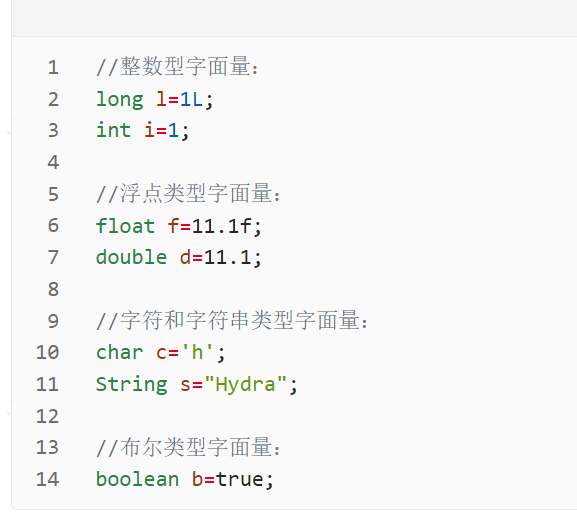 1 //整数型字面量：
2 long l=1L;
3 int i=1;
4
5 //浮点类型字面量：
6 float f=11.1f;
7 double d=11.1;
8
9 //字符和字符串类型字面量：
10 char c='h';
11 String s="Hydra";
12
13 //布尔类型字面量：
14 boolean b=true;